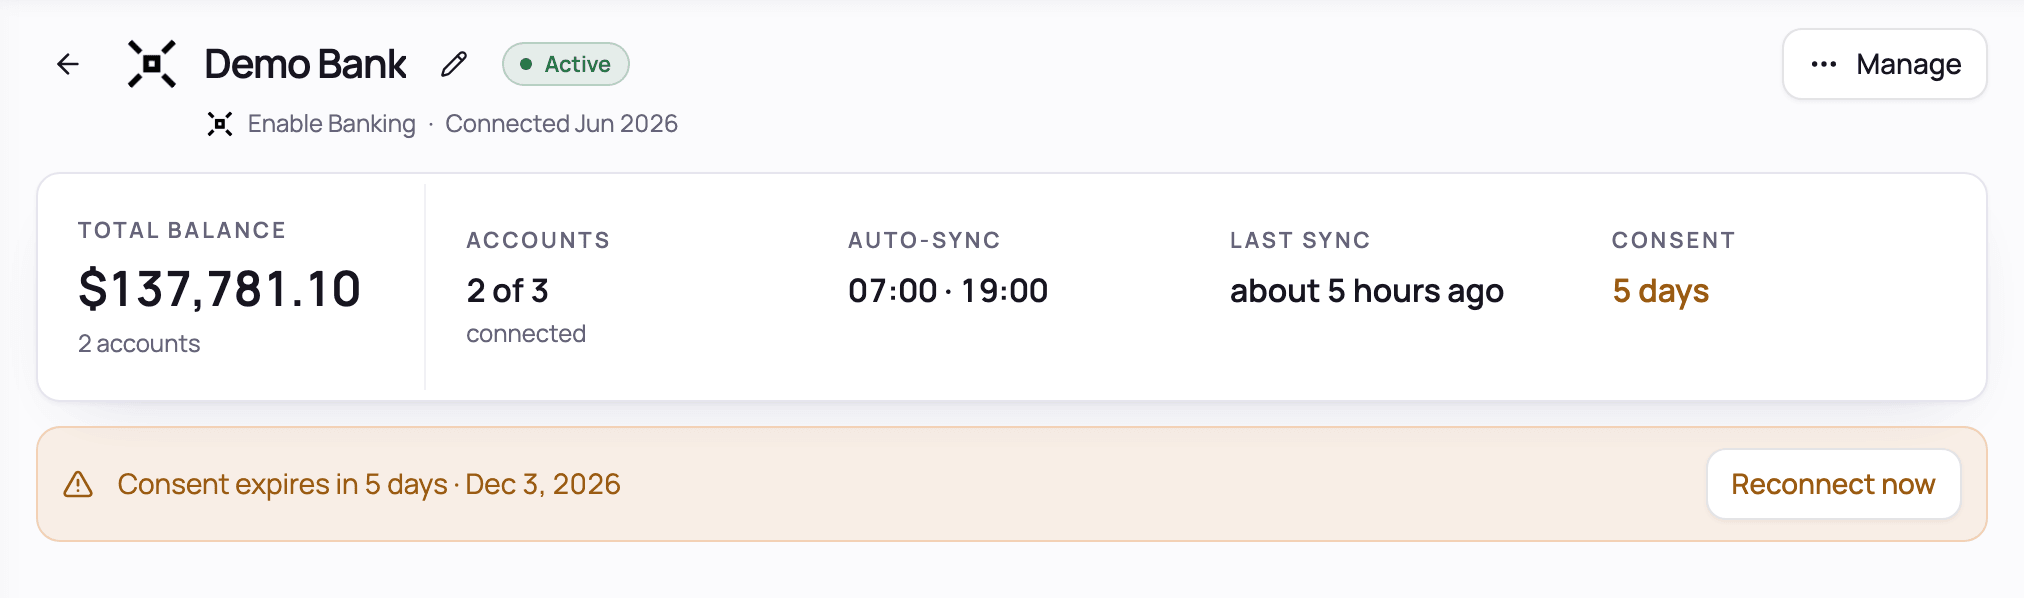 Demo Bank
Active
Manage
Enable Banking · Connected Jun 2026
TOTAL BALANCE
$137,781.10
2 accounts
ACCOUNTS
2 of 3
connected
AUTO-SYNC
07:00 · 19:00
LAST SYNC
about 5 hours ago
CONSENT
5 days
Consent expires in 5 days · Dec 3, 2026
Reconnect now